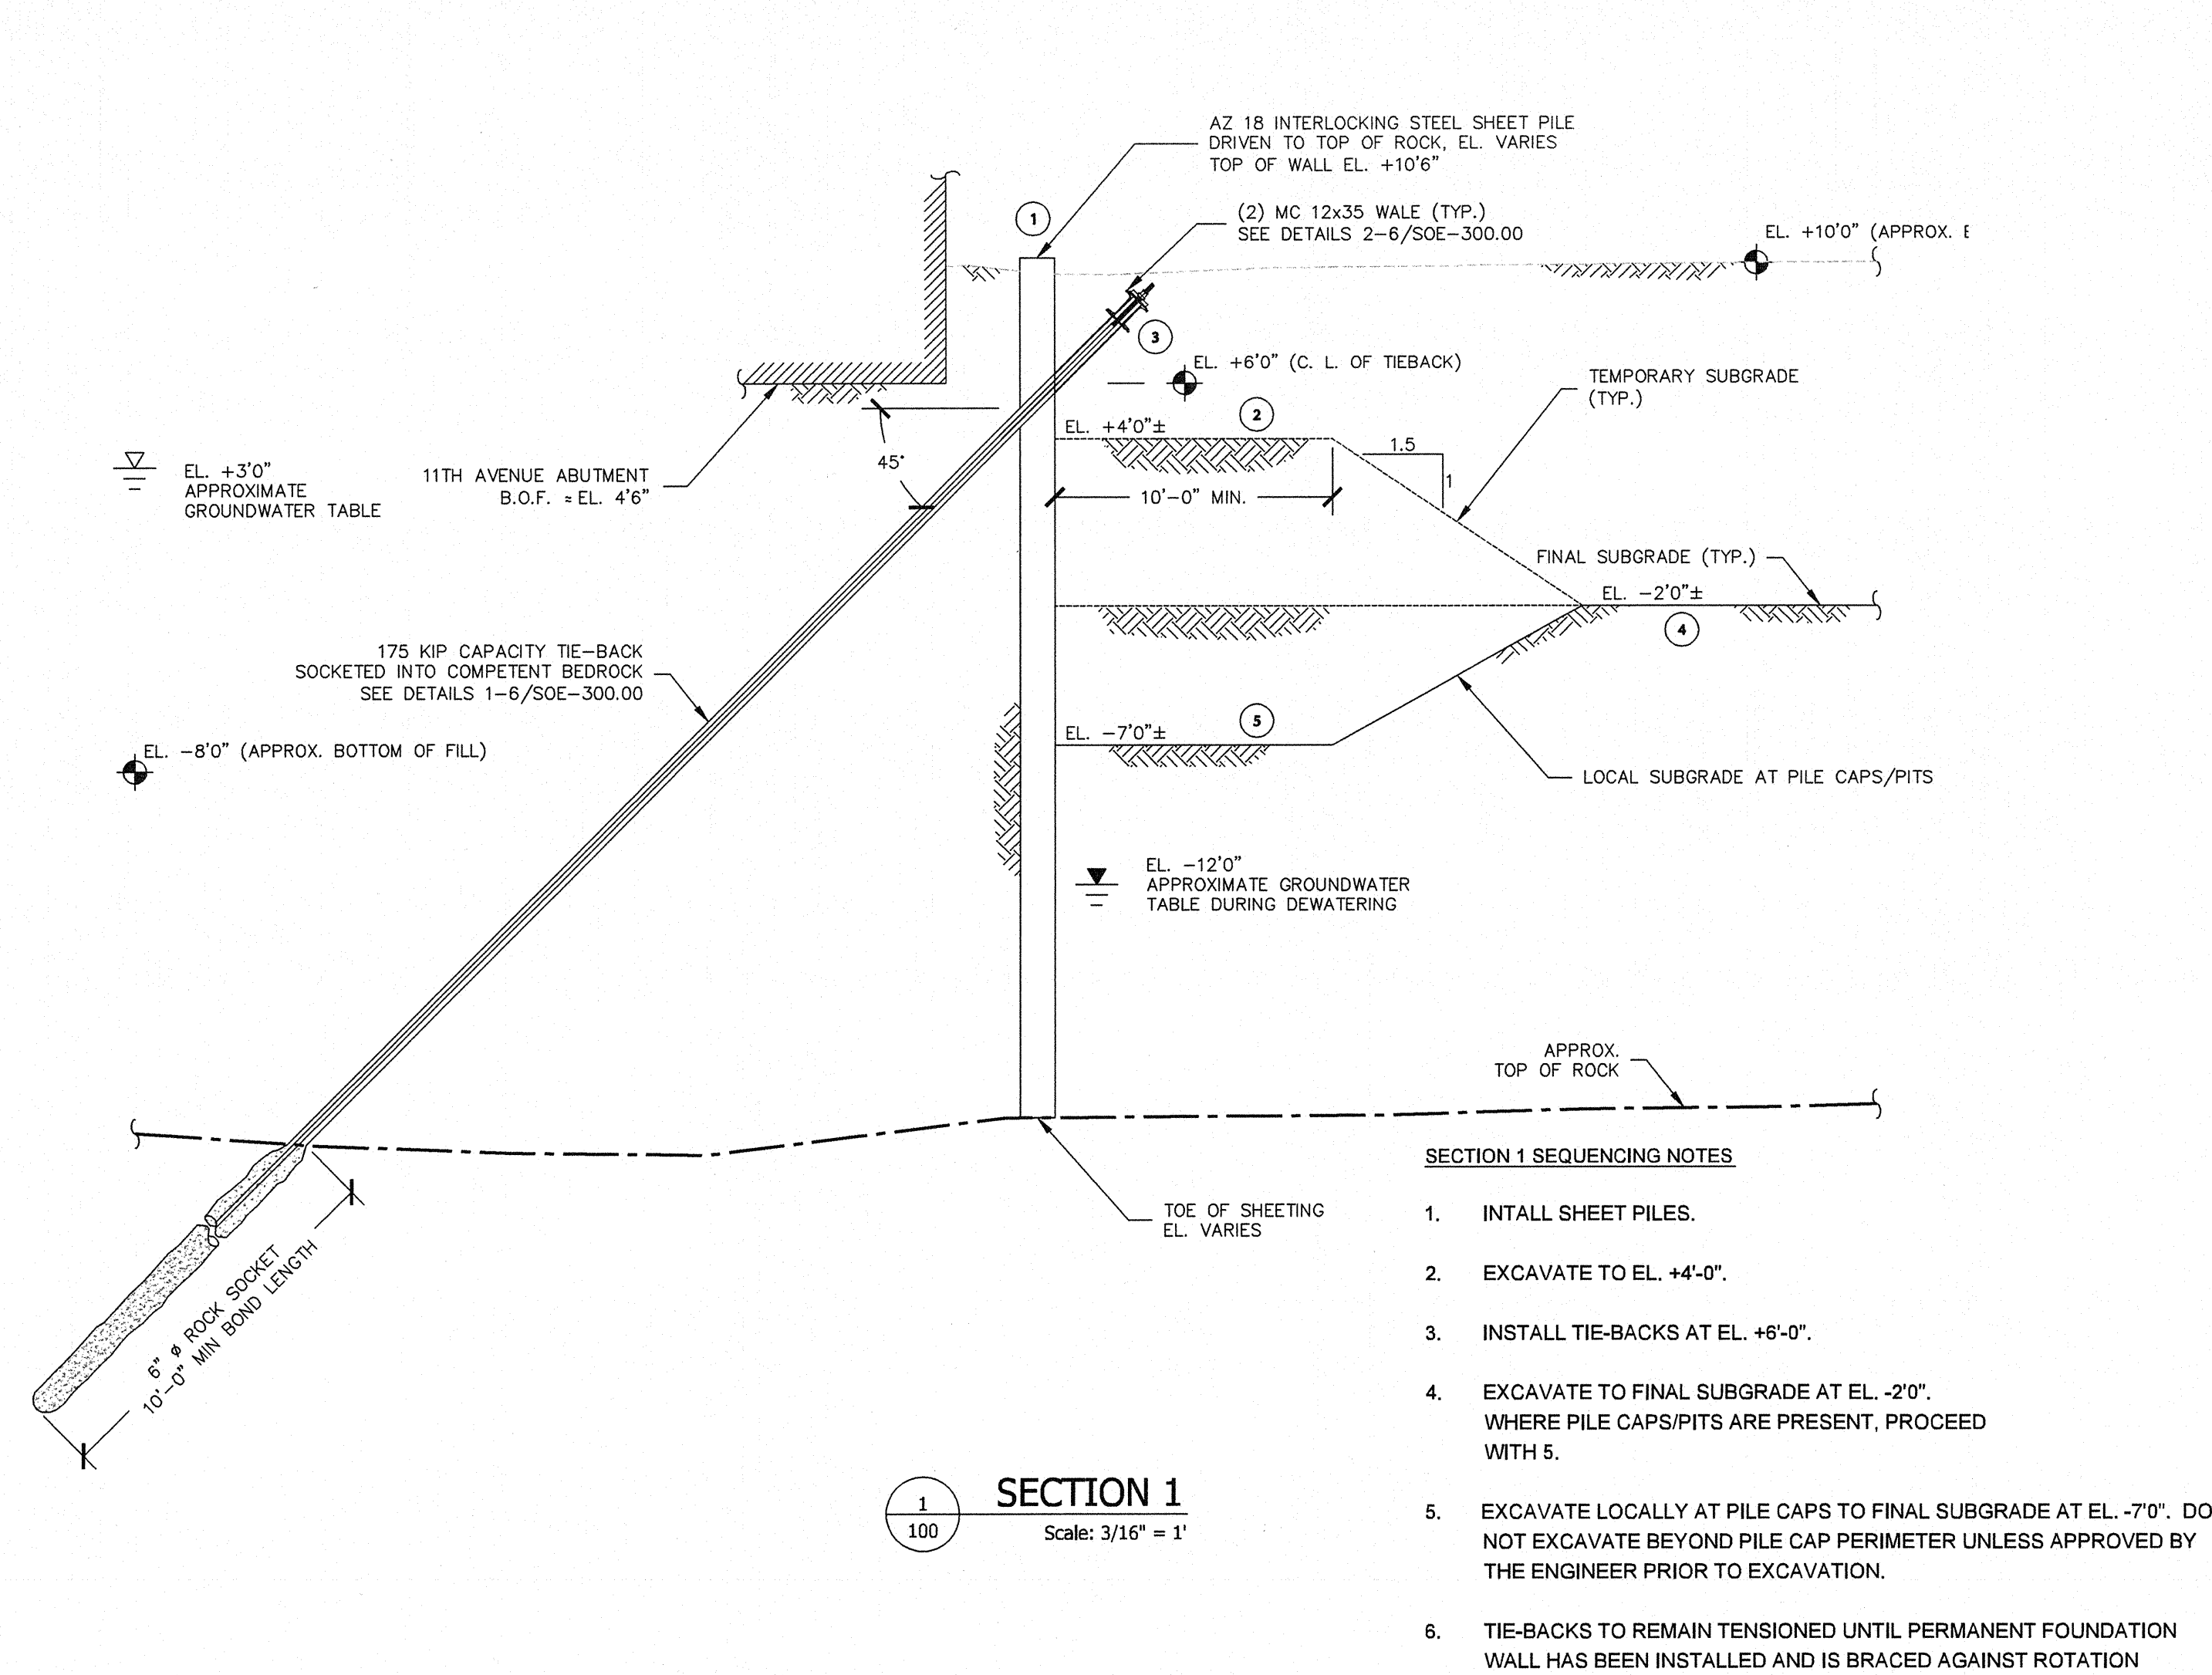 AZ 18 INTERLOCKING STEEL SHEET PILE
DRIVEN TO TOP OF ROCK, EL. VARIES
TOP OF WALL EL. +10'6"
1
(2) MC 12x35 WALE (TYP.)
SEE DETAILS 2-6/SOE-300.00
EL. +10'0" (APPROX. E
3
EL. +6'0" (C. L. OF TIEBACK)
TEMPORARY SUBGRADE
(TYP.)
EL. +4'0"±
2
1.5
1
45°
10'-0" MIN.
EL. +3'0"
APPROXIMATE
GROUNDWATER TABLE
11TH AVENUE ABUTMENT
B.O.F. ≈ EL. 4'6"
FINAL SUBGRADE (TYP.)
EL. -2'0"±
4
175 KIP CAPACITY TIE-BACK
SOCKETED INTO COMPETENT BEDROCK
SEE DETAILS 1-6/SOE-300.00
EL. -7'0"±
5
EL. -8'0" (APPROX. BOTTOM OF FILL)
LOCAL SUBGRADE AT PILE CAPS/PITS
EL. -12'0"
APPROXIMATE GROUNDWATER
TABLE DURING DEWATERING
APPROX.
TOP OF ROCK
TOE OF SHEETING
EL. VARIES
6" ø ROCK SOCKET
10'-0" MIN BOND LENGTH
SECTION 1 SEQUENCING NOTES
1. INTALL SHEET PILES.
2. EXCAVATE TO EL. +4'-0".
3. INSTALL TIE-BACKS AT EL. +6'-0".
4. EXCAVATE TO FINAL SUBGRADE AT EL. -2'0".
WHERE PILE CAPS/PITS ARE PRESENT, PROCEED
WITH 5.
5. EXCAVATE LOCALLY AT PILE CAPS TO FINAL SUBGRADE AT EL. -7'0". DO
NOT EXCAVATE BEYOND PILE CAP PERIMETER UNLESS APPROVED BY
THE ENGINEER PRIOR TO EXCAVATION.
6. TIE-BACKS TO REMAIN TENSIONED UNTIL PERMANENT FOUNDATION
WALL HAS BEEN INSTALLED AND IS BRACED AGAINST ROTATION
1
100
SECTION 1
Scale: 3/16" = 1'